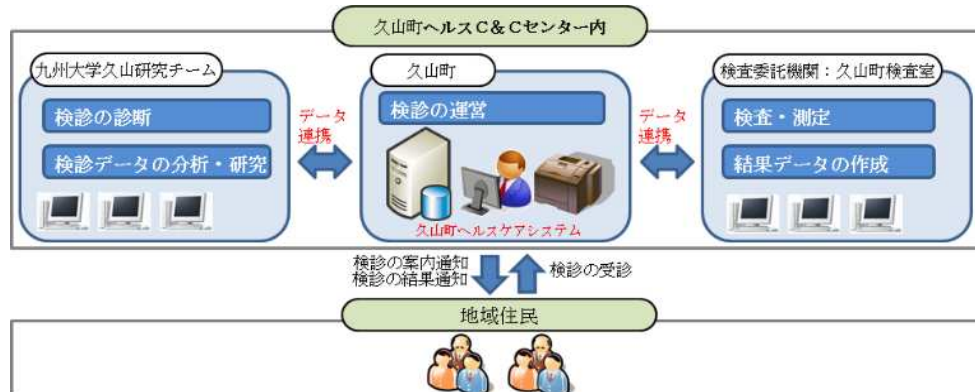 久山町ヘルスC&Cセンター内
九州大学久山研究チーム
検診の診断
検診データの分析・研究
データ
連携
久山町
検診の運営
久山町ヘルスケアシステム
データ
連携
検査委託機関：久山町検査室
検査・測定
結果データの作成
検診の案内通知
検診の結果通知
検診の受診
地域住民